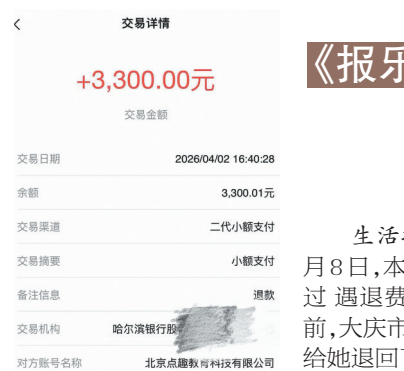 交易详情
+3,300.00元
交易金额
交易日期 2026/04/02 16:40:28
余额 3,300.01元
交易渠道 二代小额支付
交易摘要 小额支付
备注信息 退款
交易机构 哈尔滨银行股
对方账号名称 北京点趣教育科技有限公司
《报乐
生活
月8日,本
过 遇退费
前,大庆市
给她退回